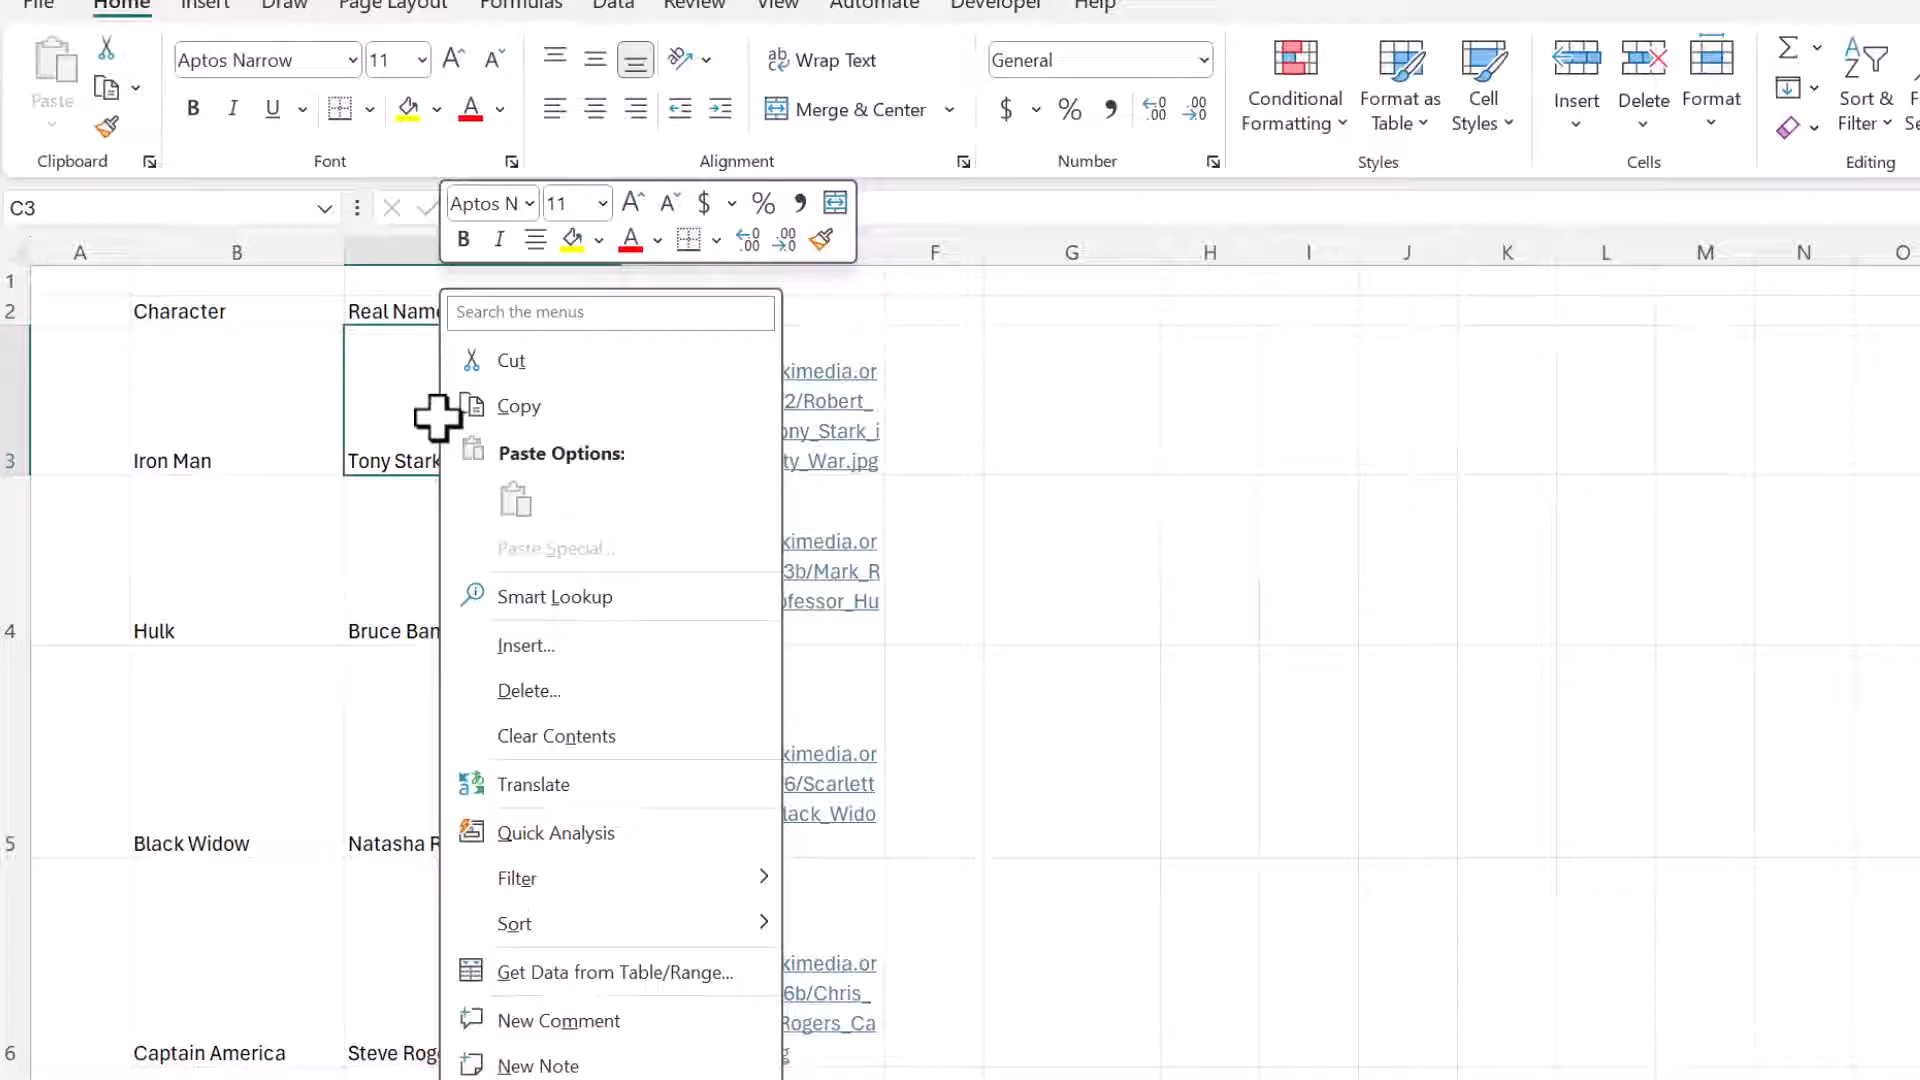 File Home Insert Draw Page Layout Formulas Data Review View Automate Developer Help
Aptos Narrow 11 Wrap Text General
Paste Merge & Center $ % Conditional Formatting Format as Table Cell Styles Insert Delete Format Sort & Filter
Clipboard Font Alignment Number Styles Cells Editing
C3
Aptos N 11 $ %
B I
A B F G H I J K L M N O
1
2 Character Real Name
3 Iron Man Tony Stark
4 Hulk Bruce Ban
5 Black Widow Natasha R
6 Captain America Steve Rog
Search the menus
Cut
Copy
Paste Options:
Paste Special...
Smart Lookup
Insert...
Delete...
Clear Contents
Translate
Quick Analysis
Filter
Sort
Get Data from Table/Range...
New Comment
New Note
kimedia.or
2/Robert_
ony_Stark_i
ty_War.jpg
kimedia.or
3b/Mark_R
ofessor_Hu
kimedia.or
6/Scarlett
lack_Wido
kimedia.or
6b/Chris_
Rogers_Ca
g